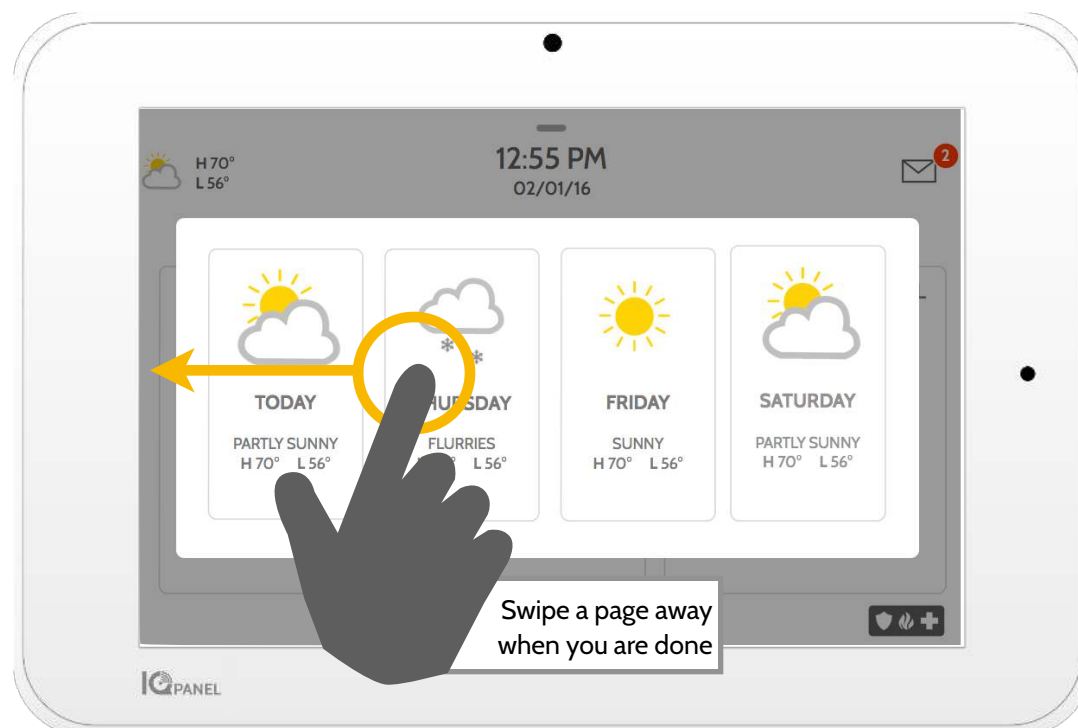 H 70°
L 56°
12:55 PM
02/01/16
2
TODAY
PARTLY SUNNY
H 70° L 56°
THURSDAY
FLURRIES
L 56°
FRIDAY
SUNNY
H 70° L 56°
SATURDAY
PARTLY SUNNY
H 70° L 56°
Swipe a page away
when you are done
IQ PANEL